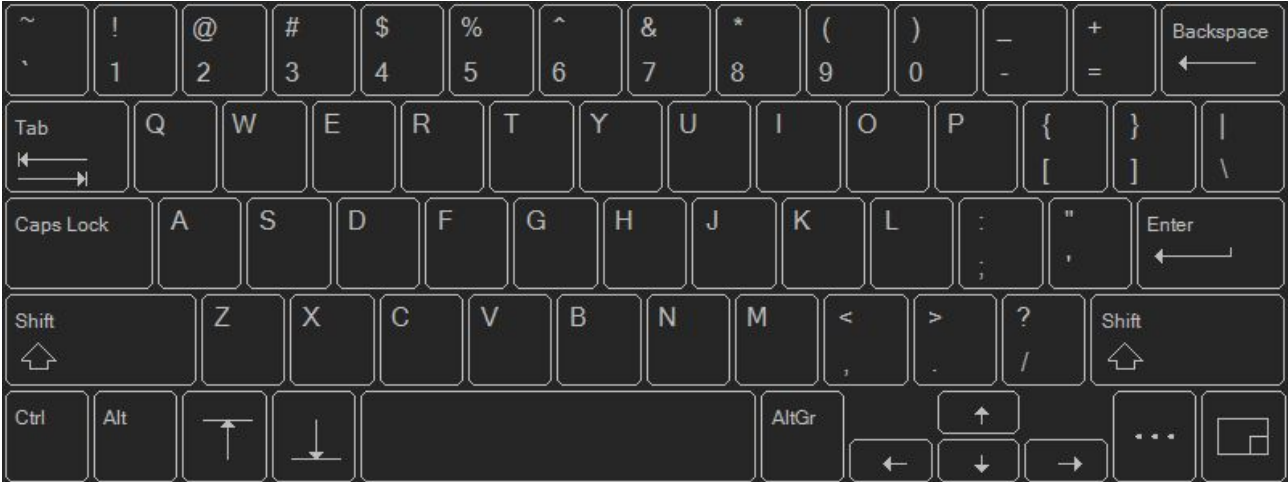 ~ ! @ # $ % ^ & * ( ) _ + Backspace
` 1 2 3 4 5 6 7 8 9 0 - =
Tab Q W E R T Y U I O P { } |
[ ] \
Caps Lock A S D F G H J K L : " Enter
; '
Shift Z X C V B N M < > ? Shift
, . /
Ctrl Alt AltGr ...